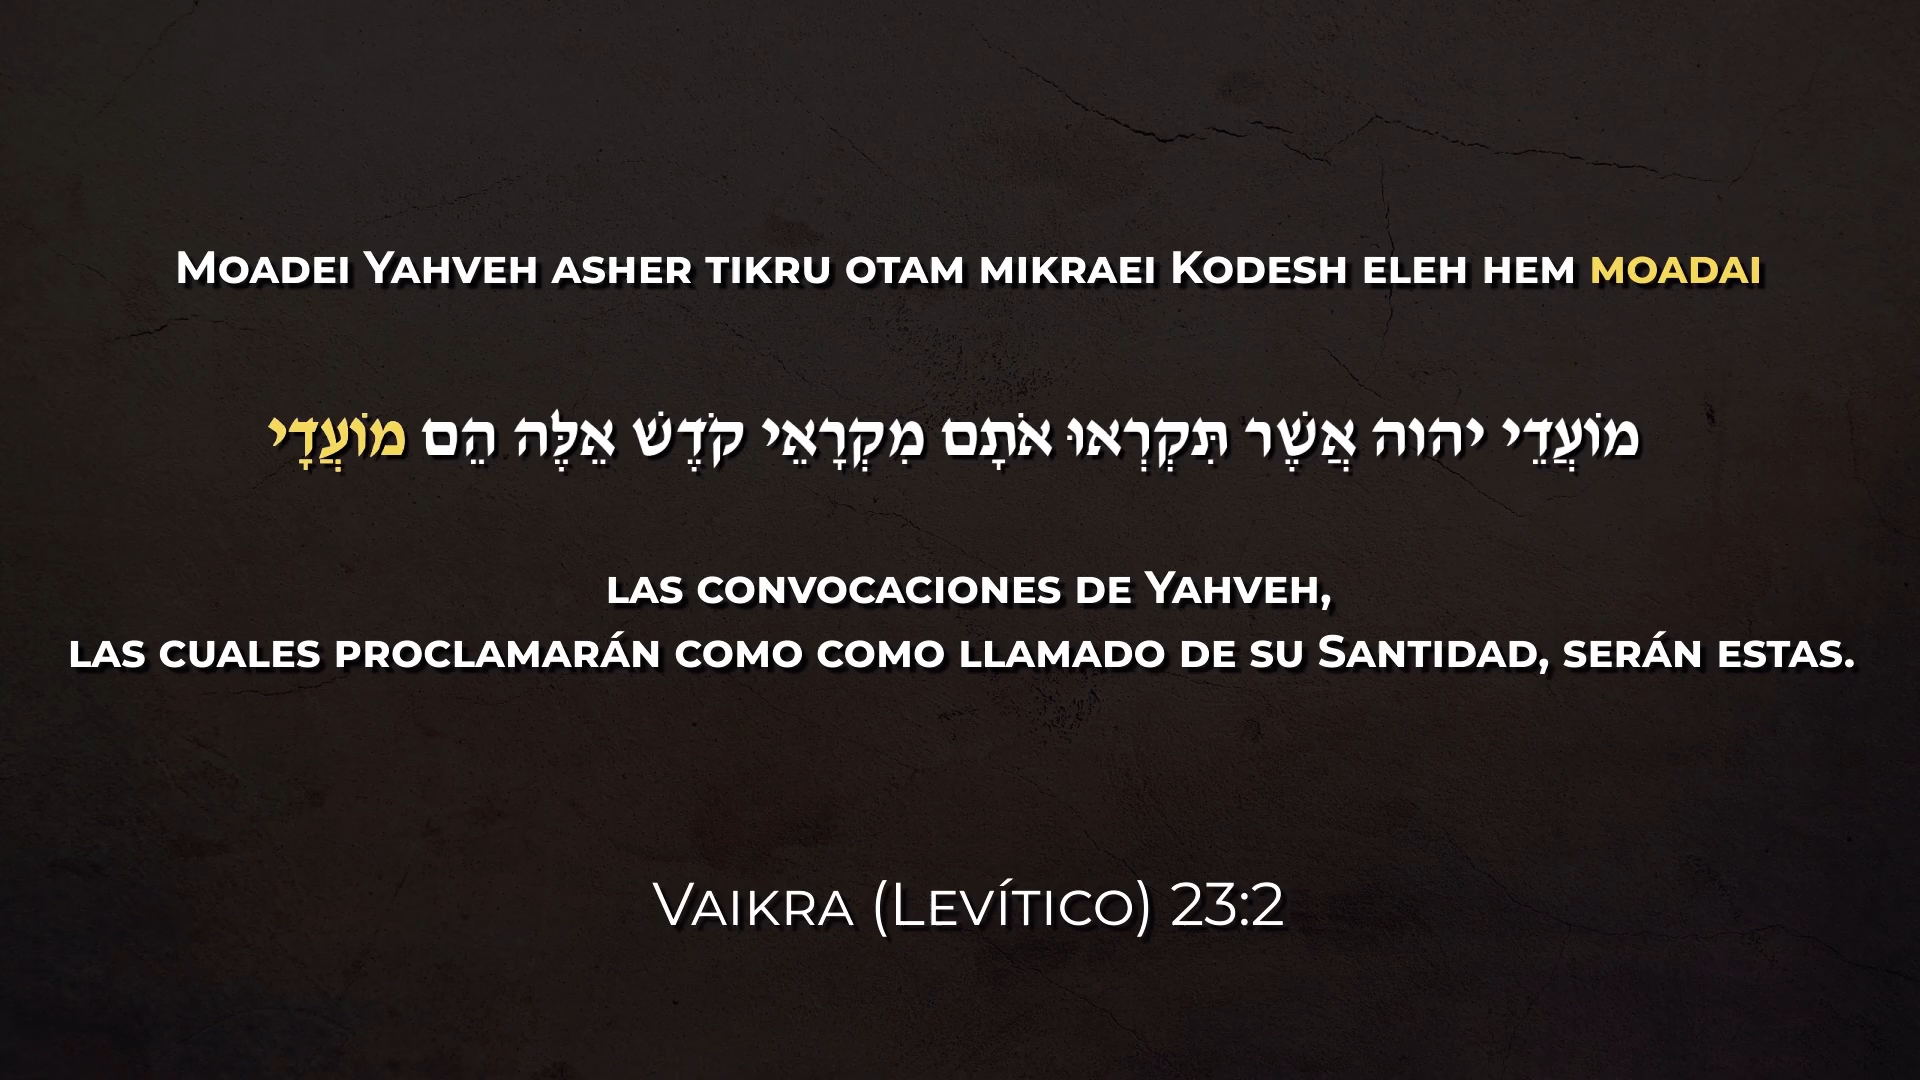 Moadei Yahveh asher tikru otam mikraei Kodesh eleh hem moadai
מוֹעֲדֵי יהוה אֲשֶׁר תִּקְרְאוּ אֹתָם מִקְרָאֵי קֹדֶשׁ אֵלֶּה הֵם מוֹעֲדָי
las convocaciones de Yahveh,
las cuales proclamarán como como llamado de su Santidad, serán estas.
Vaikra (Levítico) 23:2